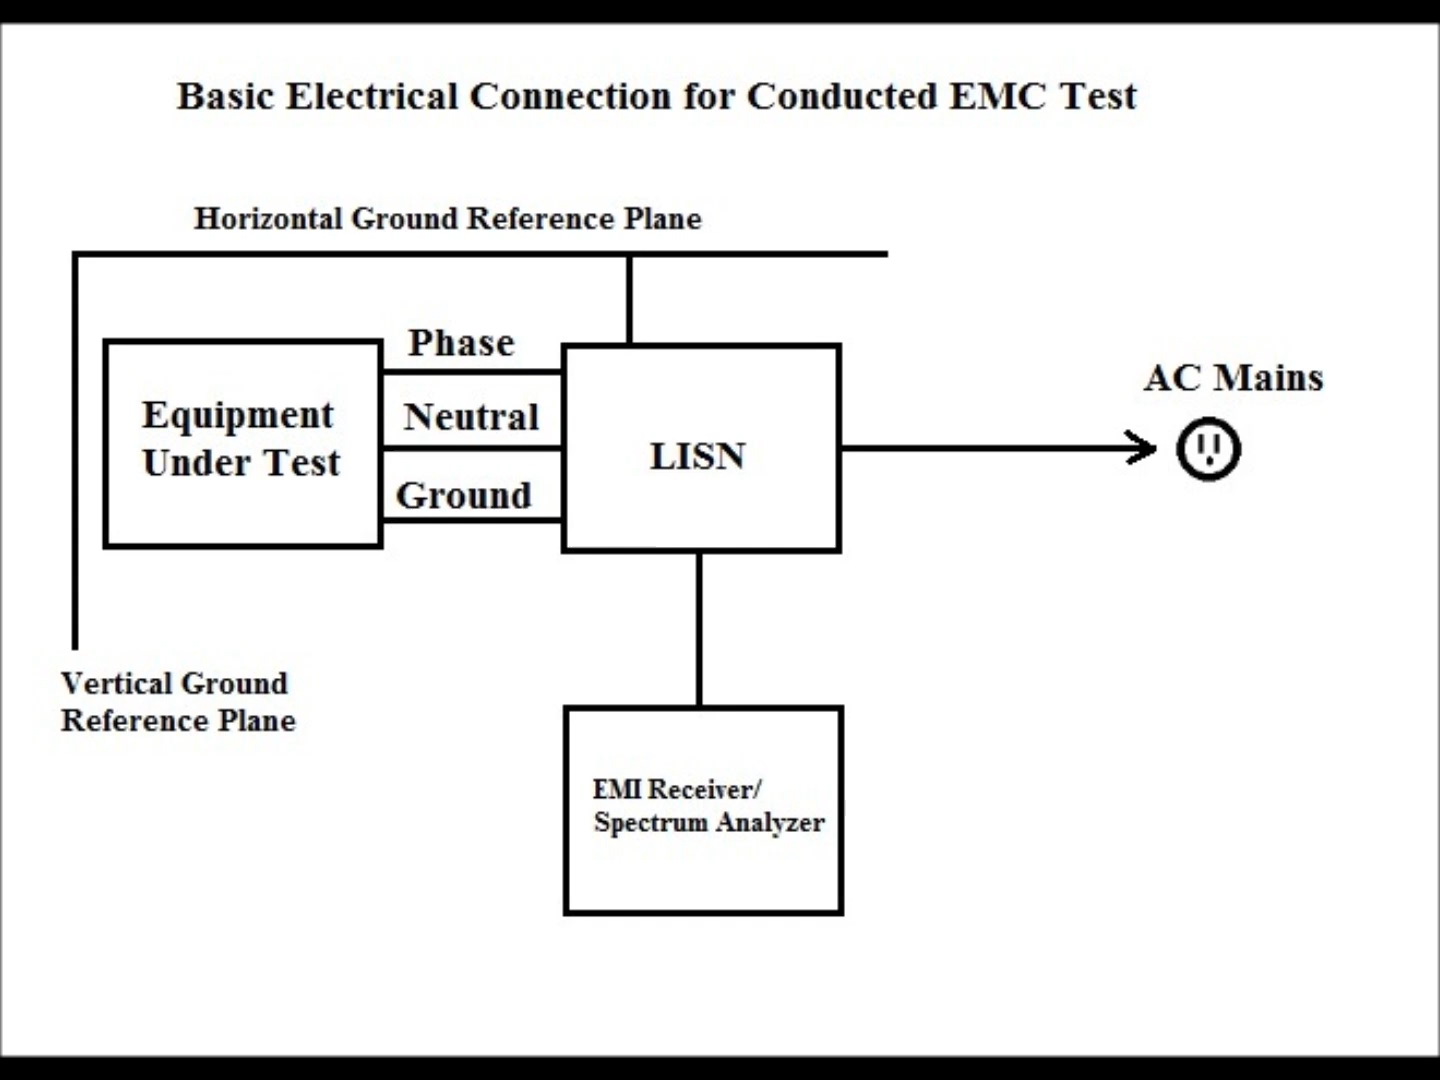 Basic Electrical Connection for Conducted EMC Test
Horizontal Ground Reference Plane
Phase
Neutral
Ground
Equipment
Under Test
LISN
AC Mains
Vertical Ground
Reference Plane
EMI Receiver/
Spectrum Analyzer